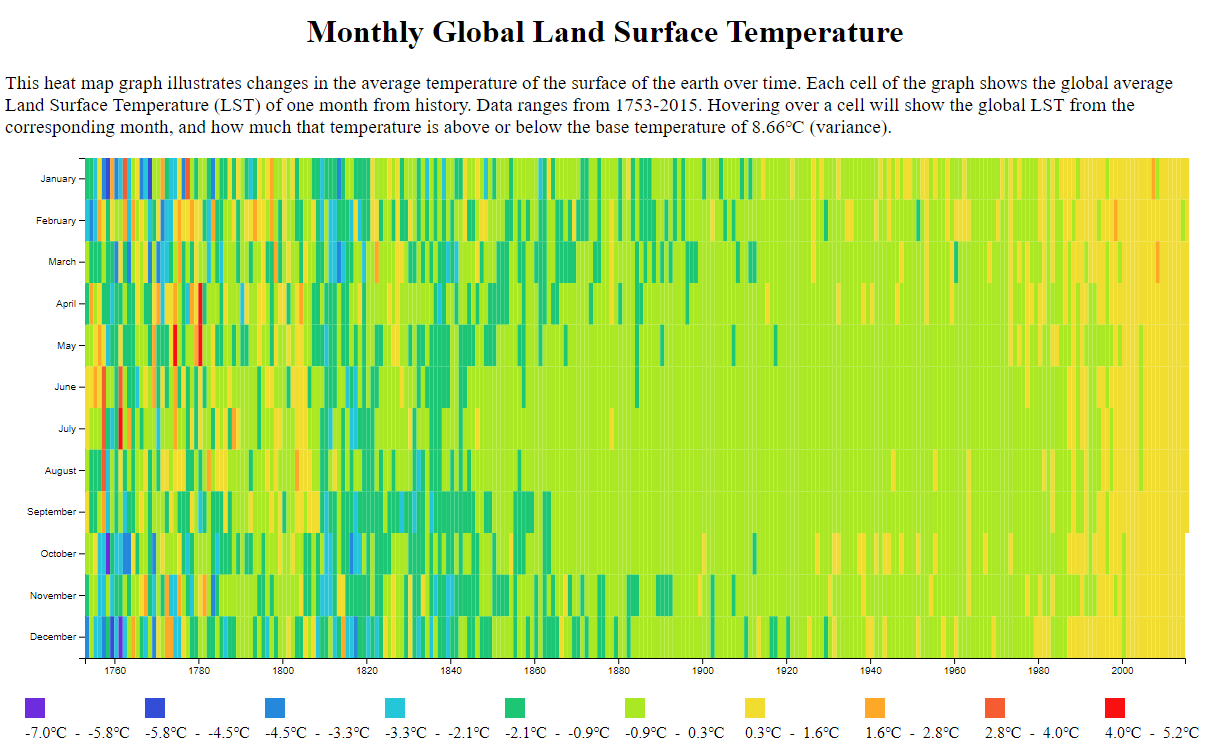 Monthly Global Land Surface Temperature
This heat map graph illustrates changes in the average temperature of the surface of the earth over time. Each cell of the graph shows the global average
Land Surface Temperature (LST) of one month from history. Data ranges from 1753-2015. Hovering over a cell will show the global LST from the
corresponding month, and how much that temperature is above or below the base temperature of 8.66°C (variance).
January
February
March
April
May
June
July
August
September
October
November
December
1760 1780 1800 1820 1840 1860 1880 1900 1920 1940 1960 1980 2000
-7.0°C - -5.8°C -5.8°C - -4.5°C -4.5°C - -3.3°C -3.3°C - -2.1°C -2.1°C - -0.9°C -0.9°C - 0.3°C 0.3°C - 1.6°C 1.6°C - 2.8°C 2.8°C - 4.0°C 4.0°C - 5.2°C